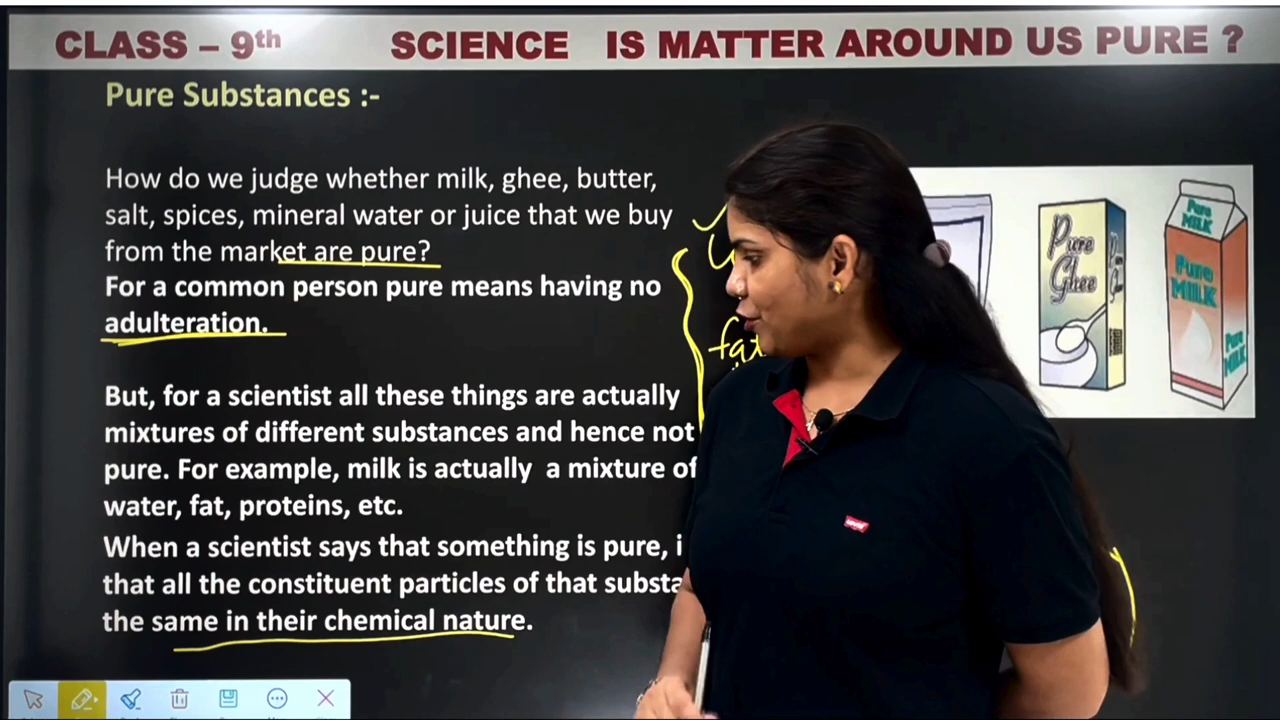 CLASS – 9th SCIENCE IS MATTER AROUND US PURE ?
Pure Substances :-
How do we judge whether milk, ghee, butter,
salt, spices, mineral water or juice that we buy
from the market are pure?
For a common person pure means having no
adulteration.
But, for a scientist all these things are actually
mixtures of different substances and hence not
pure. For example, milk is actually a mixture of
water, fat, proteins, etc.
When a scientist says that something is pure, i
that all the constituent particles of that substa
the same in their chemical nature.
fat
Pure
Ghee
Pure
MILK
Pure
MILK
Pure
MILK